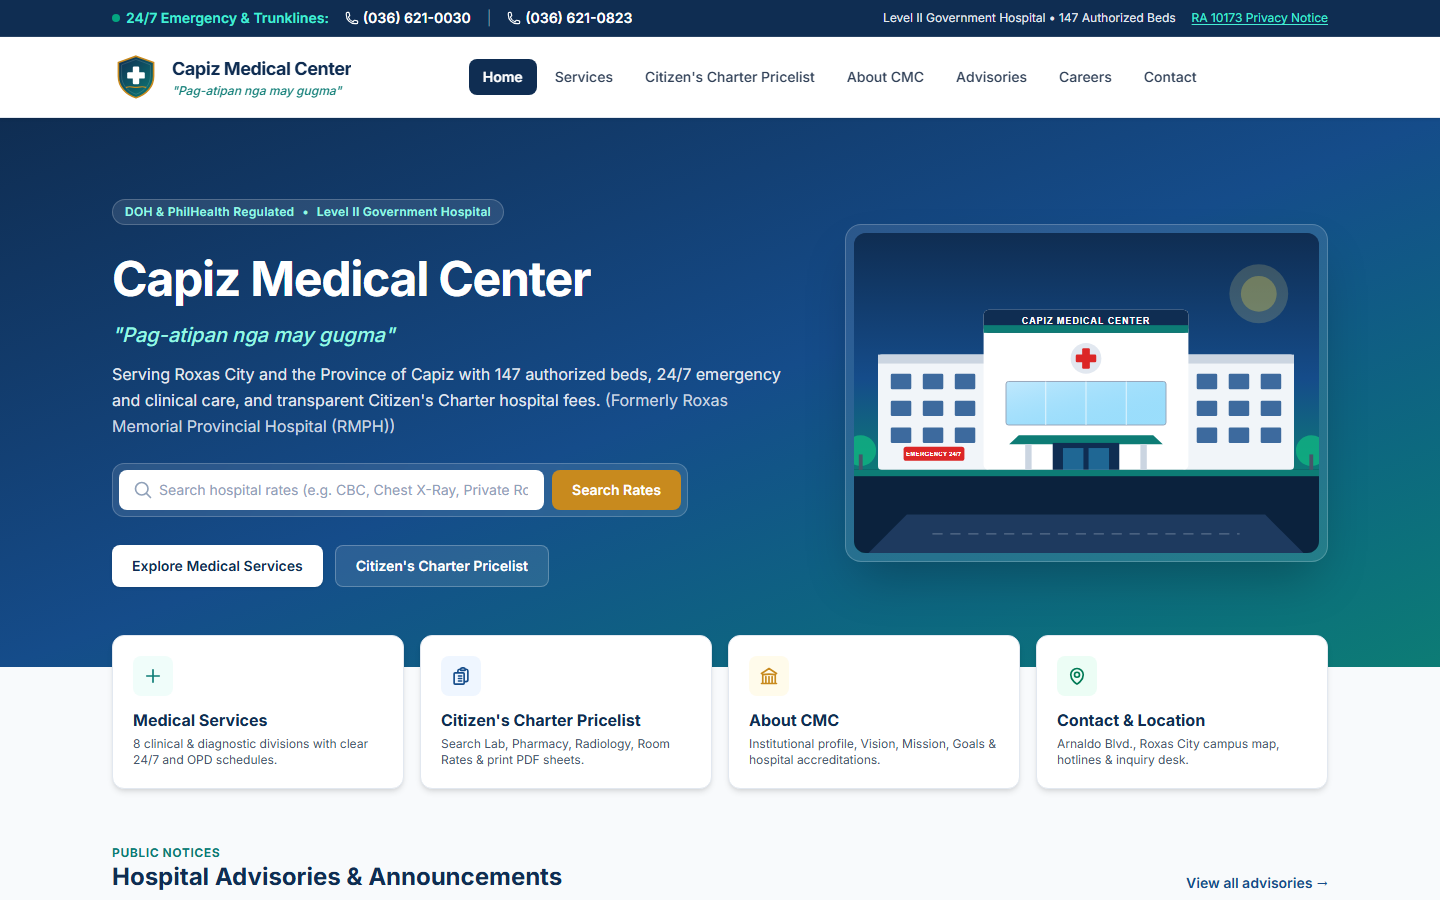 24/7 Emergency & Trunklines: (036) 621-0030 | (036) 621-0823
Level II Government Hospital • 147 Authorized Beds RA 10173 Privacy Notice
Capiz Medical Center
"Pag-atipan nga may gugma"
Home Services Citizen's Charter Pricelist About CMC Advisories Careers Contact
DOH & PhilHealth Regulated • Level II Government Hospital
Capiz Medical Center
"Pag-atipan nga may gugma"
Serving Roxas City and the Province of Capiz with 147 authorized beds, 24/7 emergency
and clinical care, and transparent Citizen's Charter hospital fees. (Formerly Roxas
Memorial Provincial Hospital (RMPH))
Search hospital rates (e.g. CBC, Chest X-Ray, Private Rc
Search Rates
Explore Medical Services
Citizen's Charter Pricelist
CAPIZ MEDICAL CENTER
EMERGENCY 24/7
Medical Services
8 clinical & diagnostic divisions with clear
24/7 and OPD schedules.
Citizen's Charter Pricelist
Search Lab, Pharmacy, Radiology, Room
Rates & print PDF sheets.
About CMC
Institutional profile, Vision, Mission, Goals &
hospital accreditations.
Contact & Location
Arnaldo Blvd., Roxas City campus map,
hotlines & inquiry desk.
PUBLIC NOTICES
Hospital Advisories & Announcements
View all advisories →